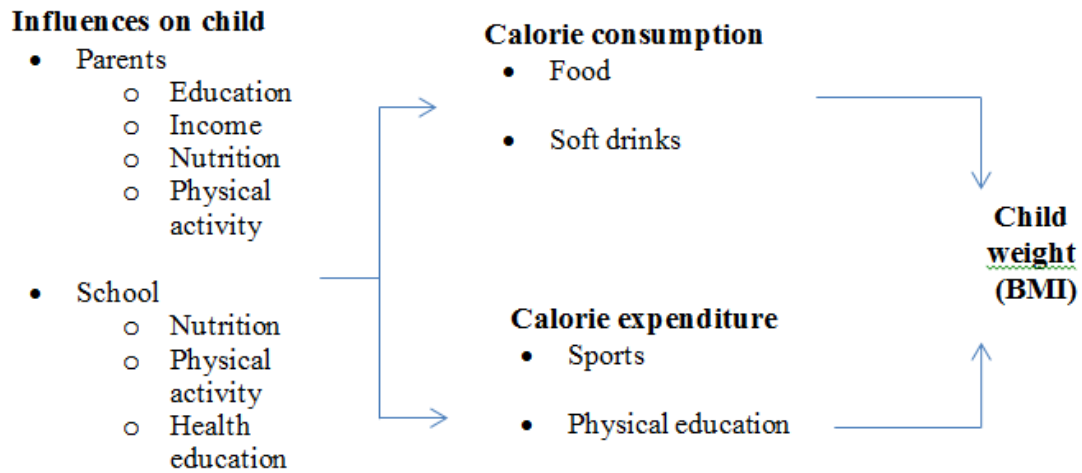 Influences on child
• Parents
o Education
o Income
o Nutrition
o Physical
activity
• School
o Nutrition
o Physical
activity
o Health
education
Calorie consumption
• Food
• Soft drinks
Calorie expenditure
• Sports
• Physical education
Child
weight
(BMI)